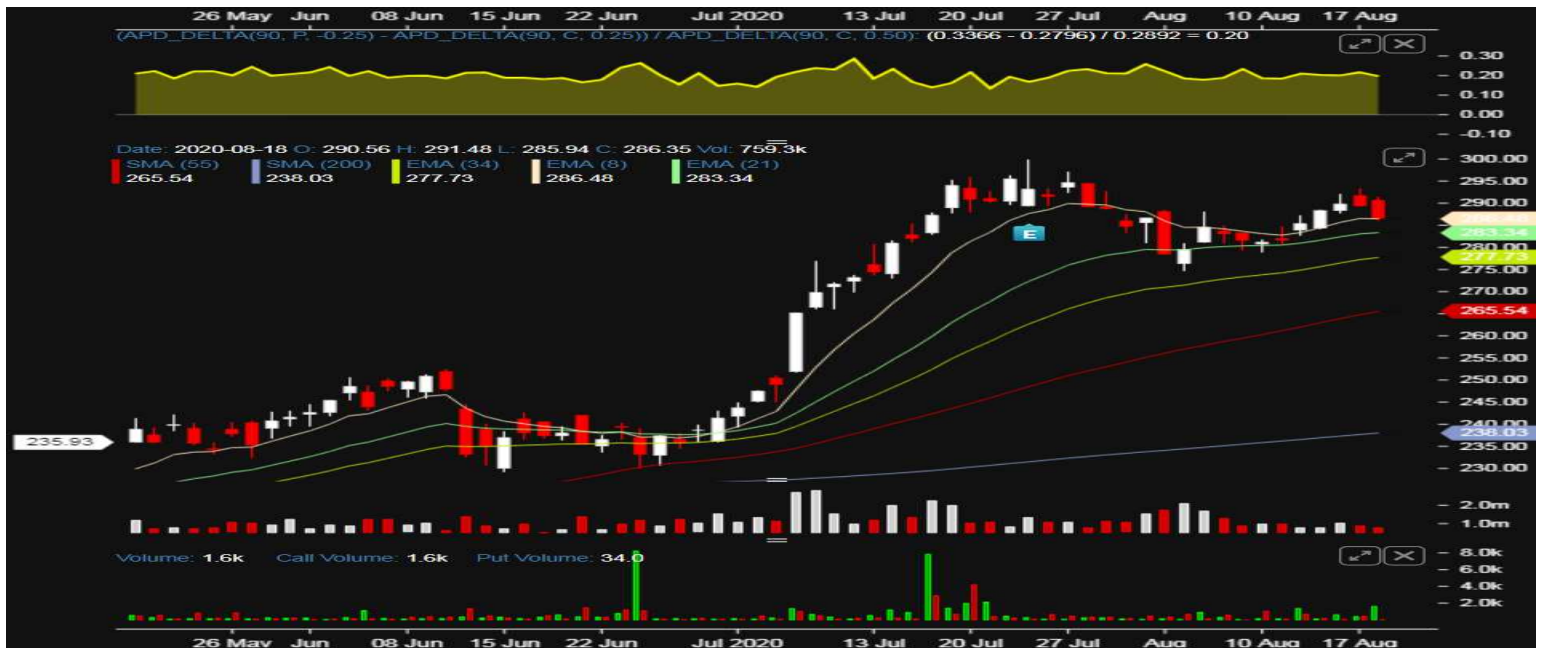 26 May Jun 08 Jun 15 Jun 22 Jun Jul 2020 13 Jul 20 Jul 27 Jul Aug 10 Aug 17 Aug
(APD_DELTA(90, P, -0.25) - APD_DELTA(90, C, 0.25)) / APD_DELTA(90, C, 0.50): (0.3366 - 0.2796) / 0.2892 = 0.20
0.30
0.20
0.10
0.00
-0.10
Date: 2020-08-18 O: 290.56 H: 291.48 L: 285.94 C: 286.35 Vol: 759.3k
SMA (55) SMA (200) EMA (34) EMA (8) EMA (21)
265.54 238.03 277.73 286.48 283.34
300.00
295.00
290.00
286.48
283.34
280.00
277.73
275.00
270.00
265.54
260.00
255.00
250.00
245.00
240.00
238.03
235.93
235.00
230.00
E
2.0m
1.0m
Volume: 1.6k Call Volume: 1.6k Put Volume: 34.0
8.0k
6.0k
4.0k
2.0k
26 May Jun 08 Jun 15 Jun 22 Jun Jul 2020 13 Jul 20 Jul 27 Jul Aug 10 Aug 17 Aug